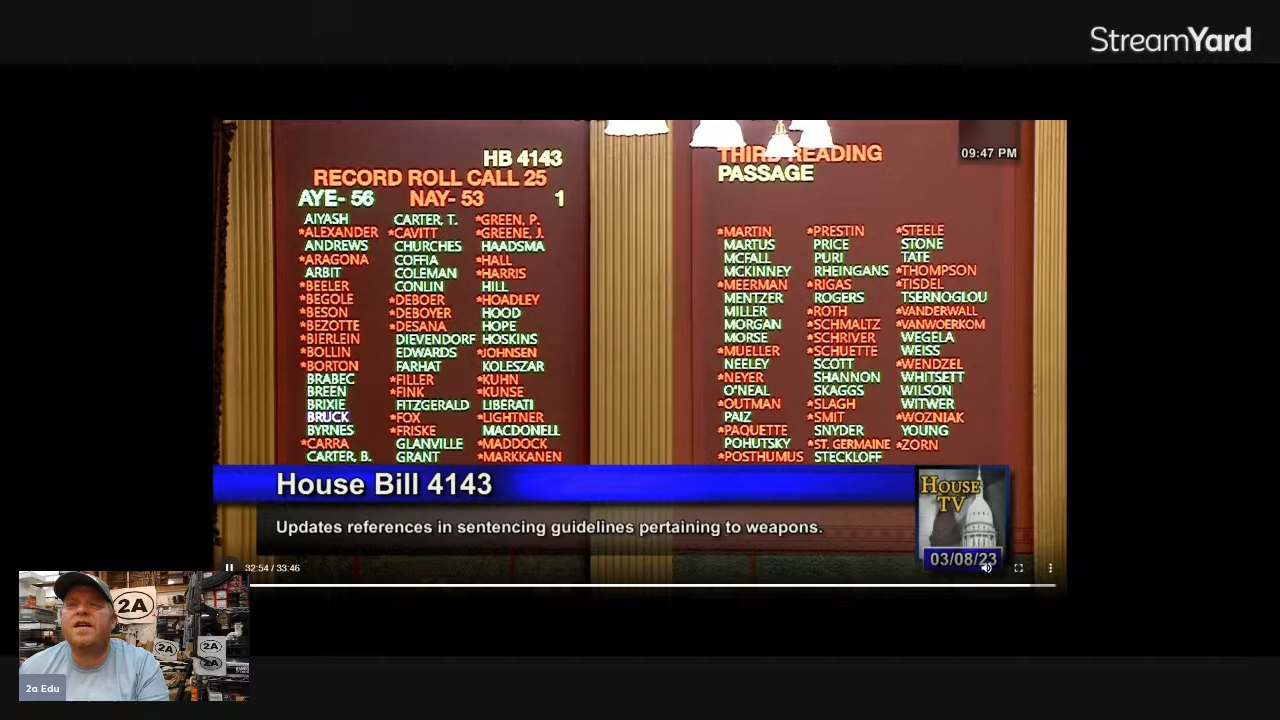 StreamYard
HB 4143
RECORD ROLL CALL 25
AYE- 56 NAY- 53 1
AIYASH CARTER, T. *GREEN, P.
*ALEXANDER *CAVITT *GREENE, J.
ANDREWS CHURCHES HAADSMA
*ARAGONA COFFIA *HALL
ARBIT COLEMAN *HARRIS
*BEELER CONLIN HILL
*BEGOLE *DEBOER *HOADLEY
*BESON *DEBOYER HOOD
*BEZOTTE *DESANA HOPE
*BIERLEIN DIEVENDORF HOSKINS
*BOLLIN EDWARDS *JOHNSEN
*BORTON FARHAT KOLESZAR
BRABEC *FILLER *KUHN
BREEN *FINK *KUNSE
BRIXIE FITZGERALD LIBERATI
BRUCK *FOX *LIGHTNER
BYRNES *FRISKE MACDONELL
*CARRA GLANVILLE *MADDOCK
CARTER, B. GRANT *MARKKANEN
THIRD READING
PASSAGE
09:47 PM
*MARTIN *PRESTIN *STEELE
MARTUS PRICE STONE
MCFALL PURI TATE
MCKINNEY RHEINGANS *THOMPSON
*MEERMAN *RIGAS *TISDEL
MENTZER ROGERS TSERNOGLOU
MILLER *ROTH *VANDERWALL
MORGAN *SCHMALTZ *VANWOERKOM
MORSE *SCHRIVER WEGELA
*MUELLER *SCHUETTE WEISS
NEELEY SCOTT *WENDZEL
*NEYER SHANNON WHITSETT
O'NEAL SKAGGS WILSON
*OUTMAN *SLAGH WITWER
PAIZ *SMIT *WOZNIAK
*PAQUETTE SNYDER YOUNG
POHUTSKY *ST. GERMAINE *ZORN
*POSTHUMUS STECKLOFF
House Bill 4143
Updates references in sentencing guidelines pertaining to weapons.
HOUSE
TV
03/08/23
32:54 / 33:46
2A
2A
2A
2A
2a Edu